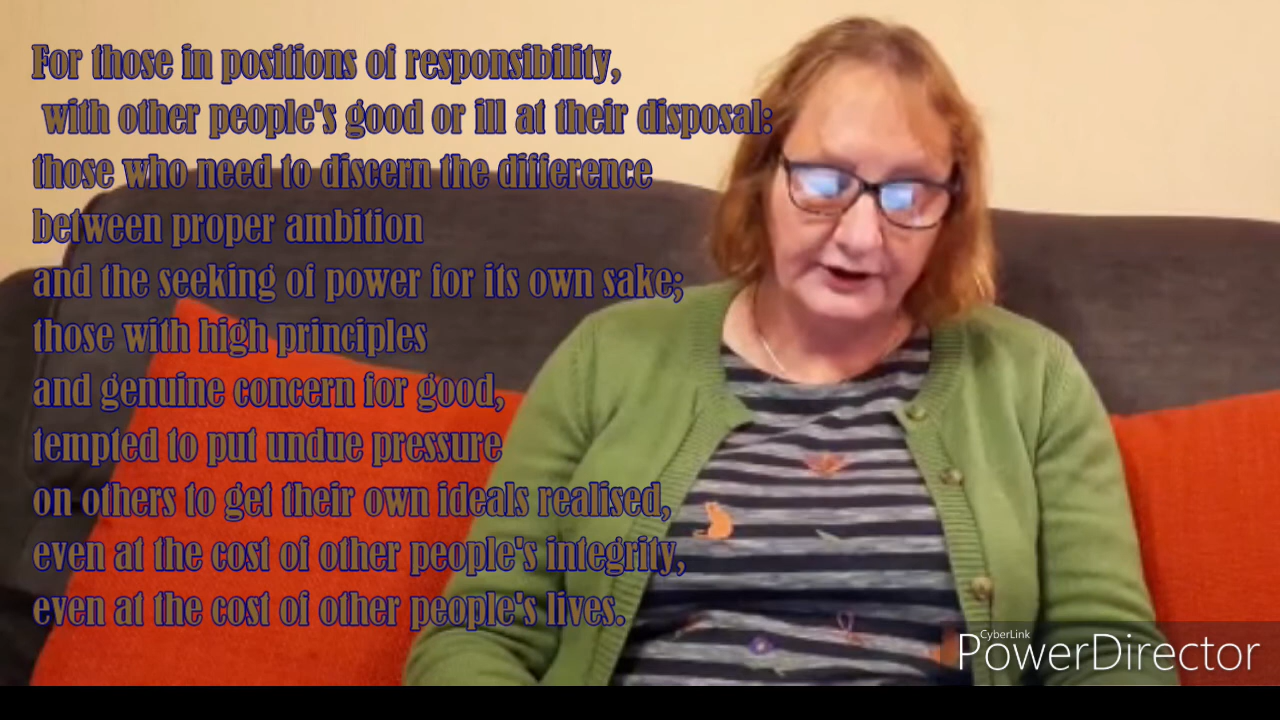 For those in positions of responsibility,
with other people's good or ill at their disposal:
those who need to discern the difference
between proper ambition
and the seeking of power for its own sake;
those with high principles
and genuine concern for good,
tempted to put undue pressure
on others to get their own ideals realised,
even at the cost of other people's integrity,
even at the cost of other people's lives.
CyberLink
PowerDirector